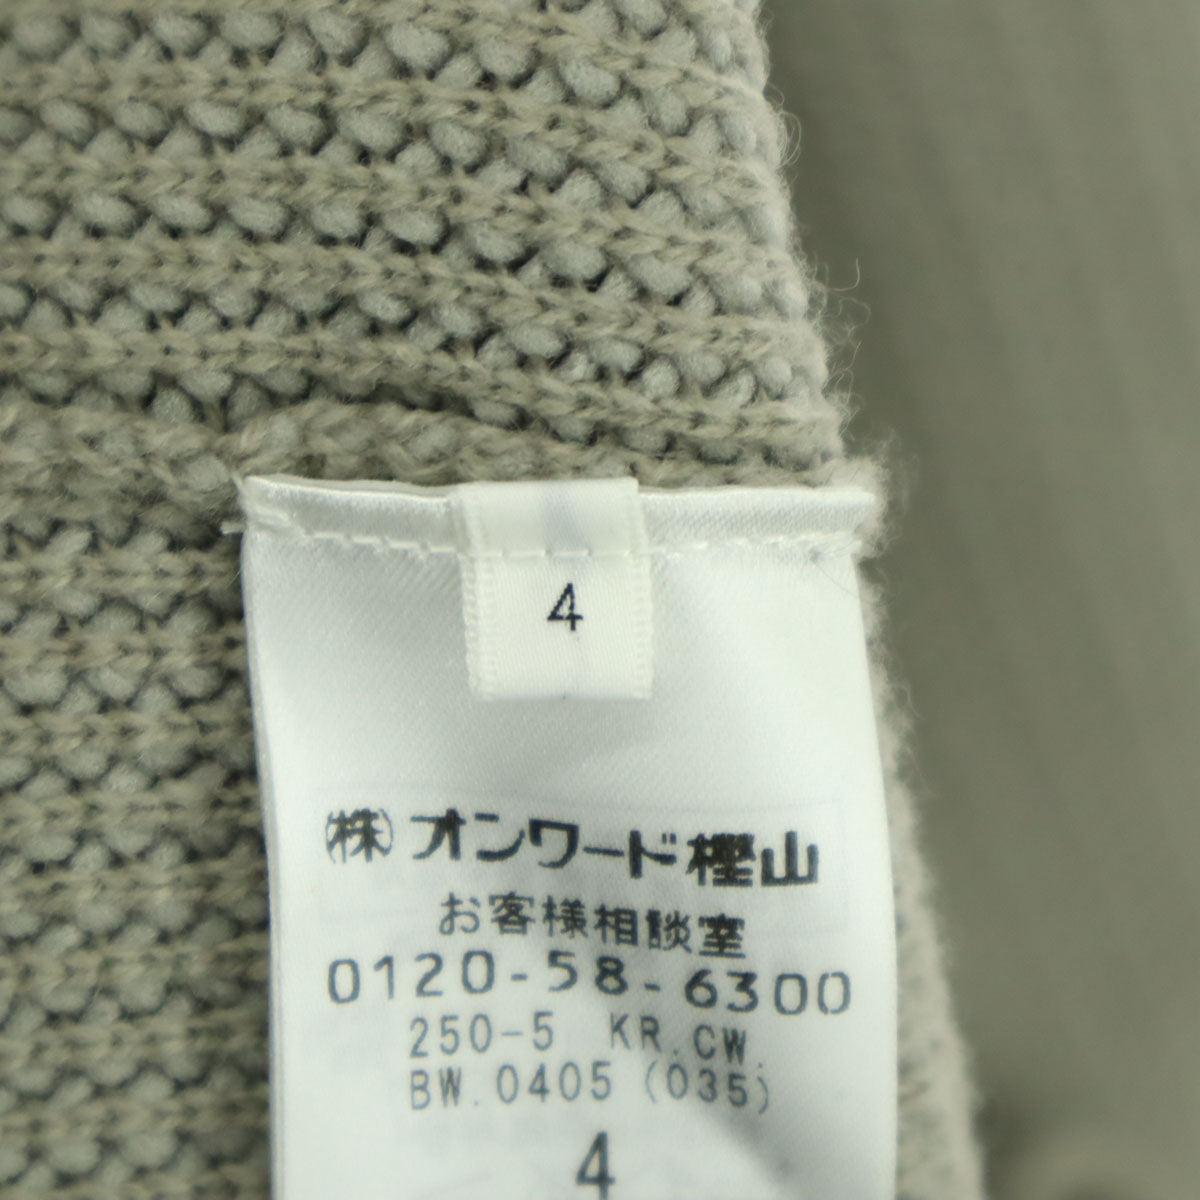 4
㈱オンワード樫山
お客様相談室
0120-58-6300
250-5 KR.CW.
BW.0405 (035)
4